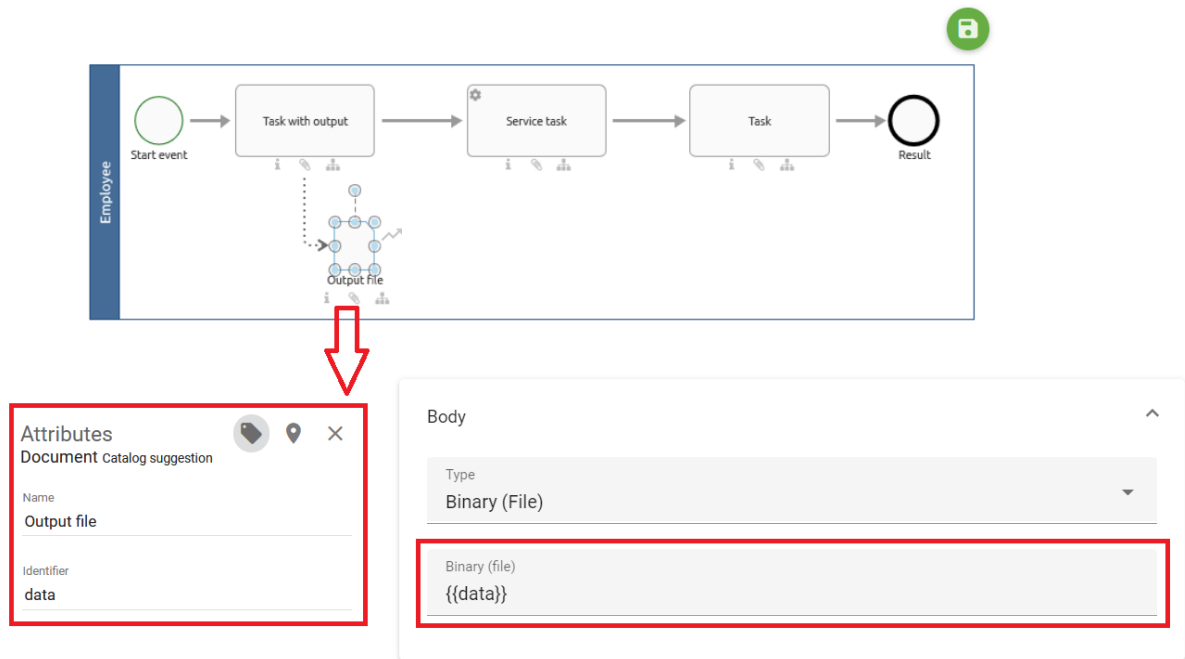 Employee
Start event
Task with output
Service task
Task
Result
Output file
Attributes
Document Catalog suggestion
Name
Output file
Identifier
data
Body
Type
Binary (File)
Binary (file)
{{data}}